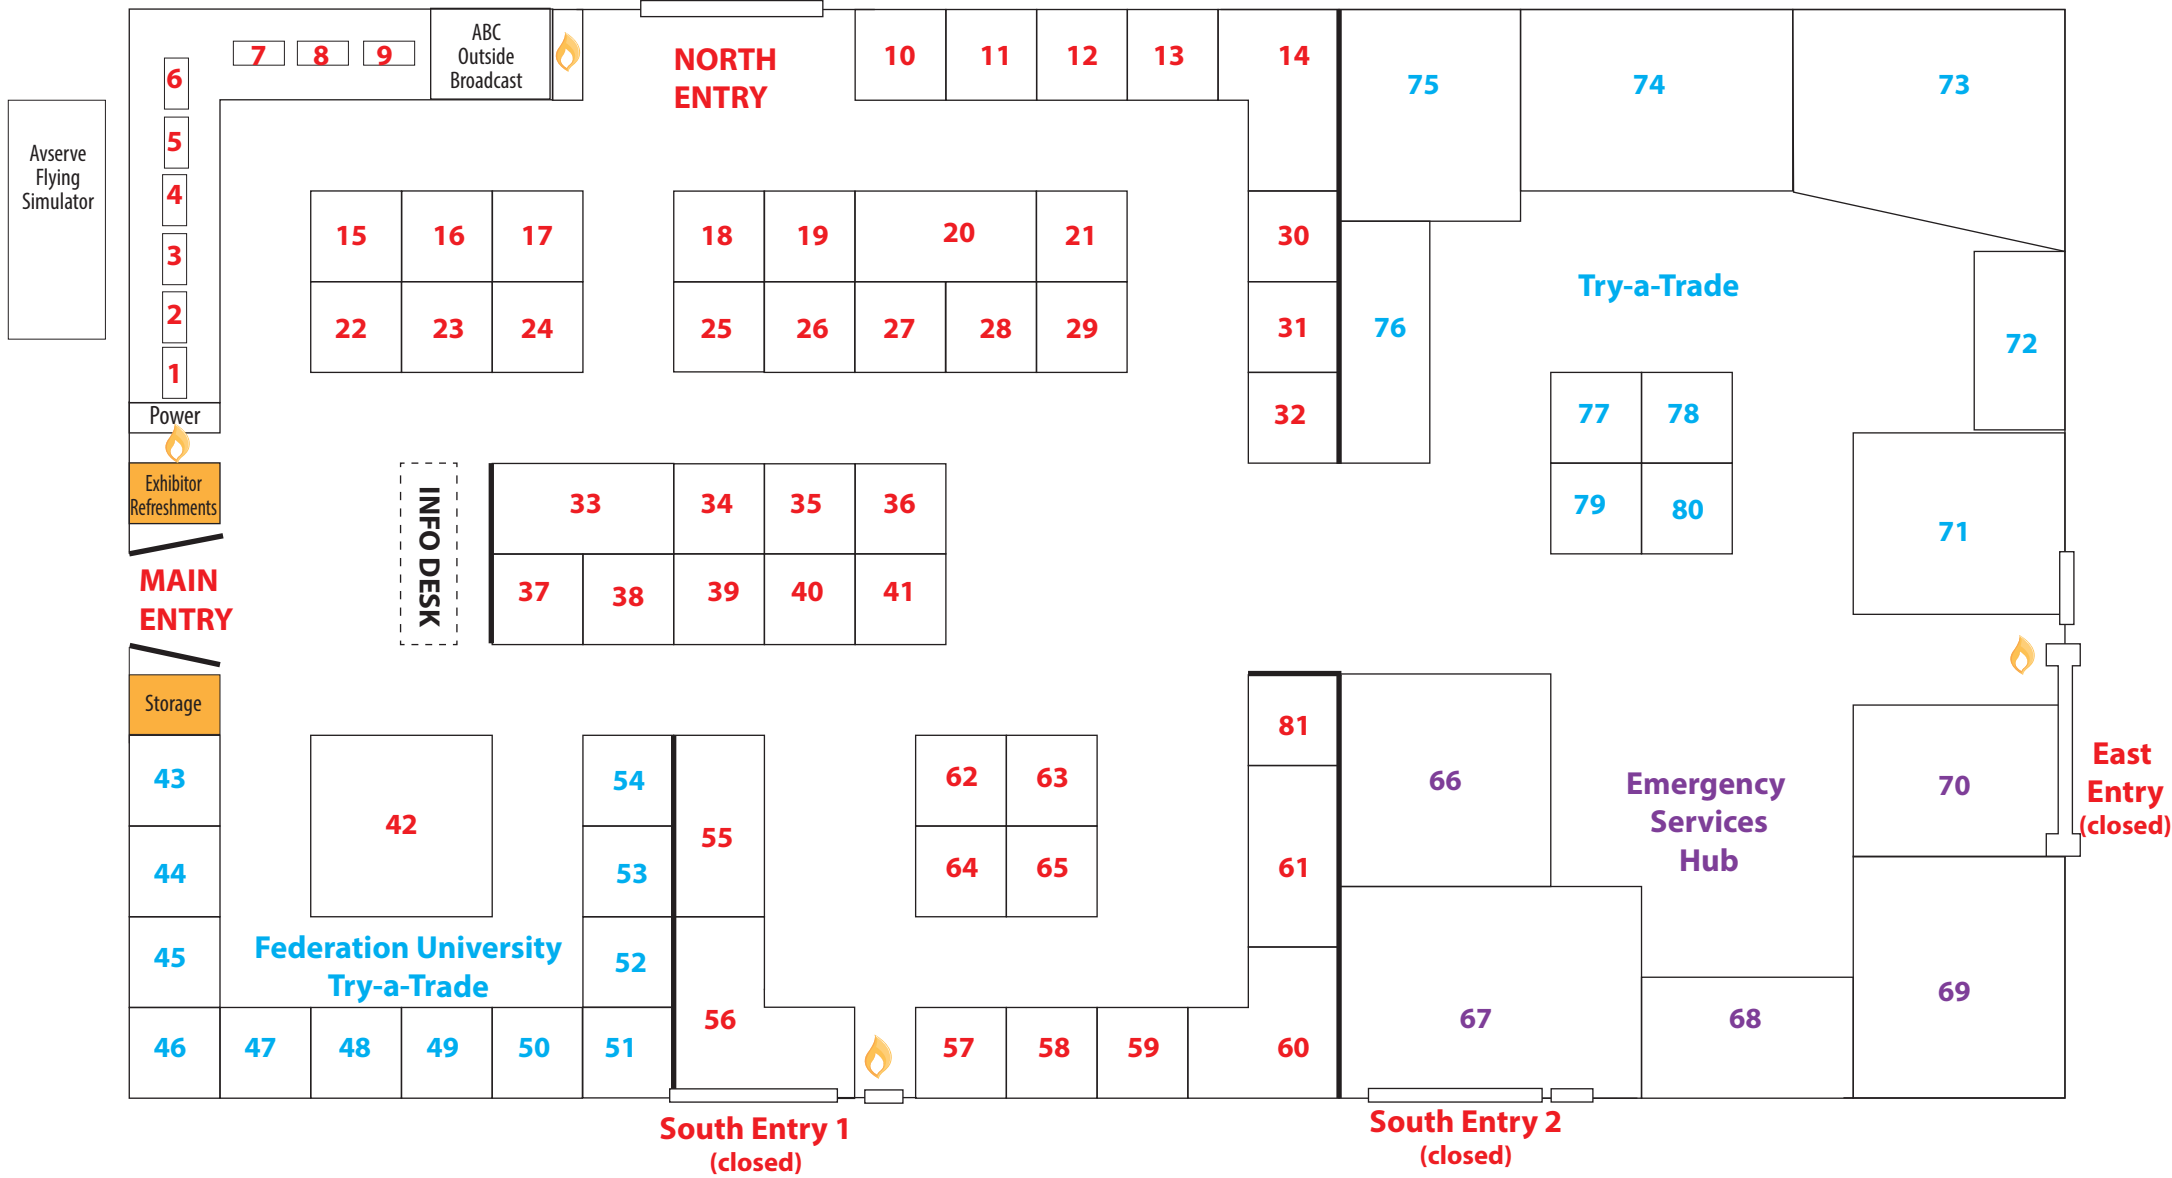 ABC
Outside
Broadcast
7 8 9
NORTH
ENTRY
10 11 12 13 14
75 74 73
6
5
4
3
2
1
Avserve
Flying
Simulator
15 16 17 18 19 20 21 30
22 23 24 25 26 27 28 29 31
32
76
Try-a-Trade
72
77 78
79 80
71
Power
Exhibitor
Refreshments
MAIN
ENTRY
INFO DESK
33 34 35 36
37 38 39 40 41
Storage
43
44
45
42
54
53
52
55
56
Federation University
Try-a-Trade
46 47 48 49 50 51
62 63
64 65
81
61
57 58 59 60
66
Emergency
Services
Hub
70
67 68 69
East
Entry
(closed)
South Entry 1
(closed)
South Entry 2
(closed)